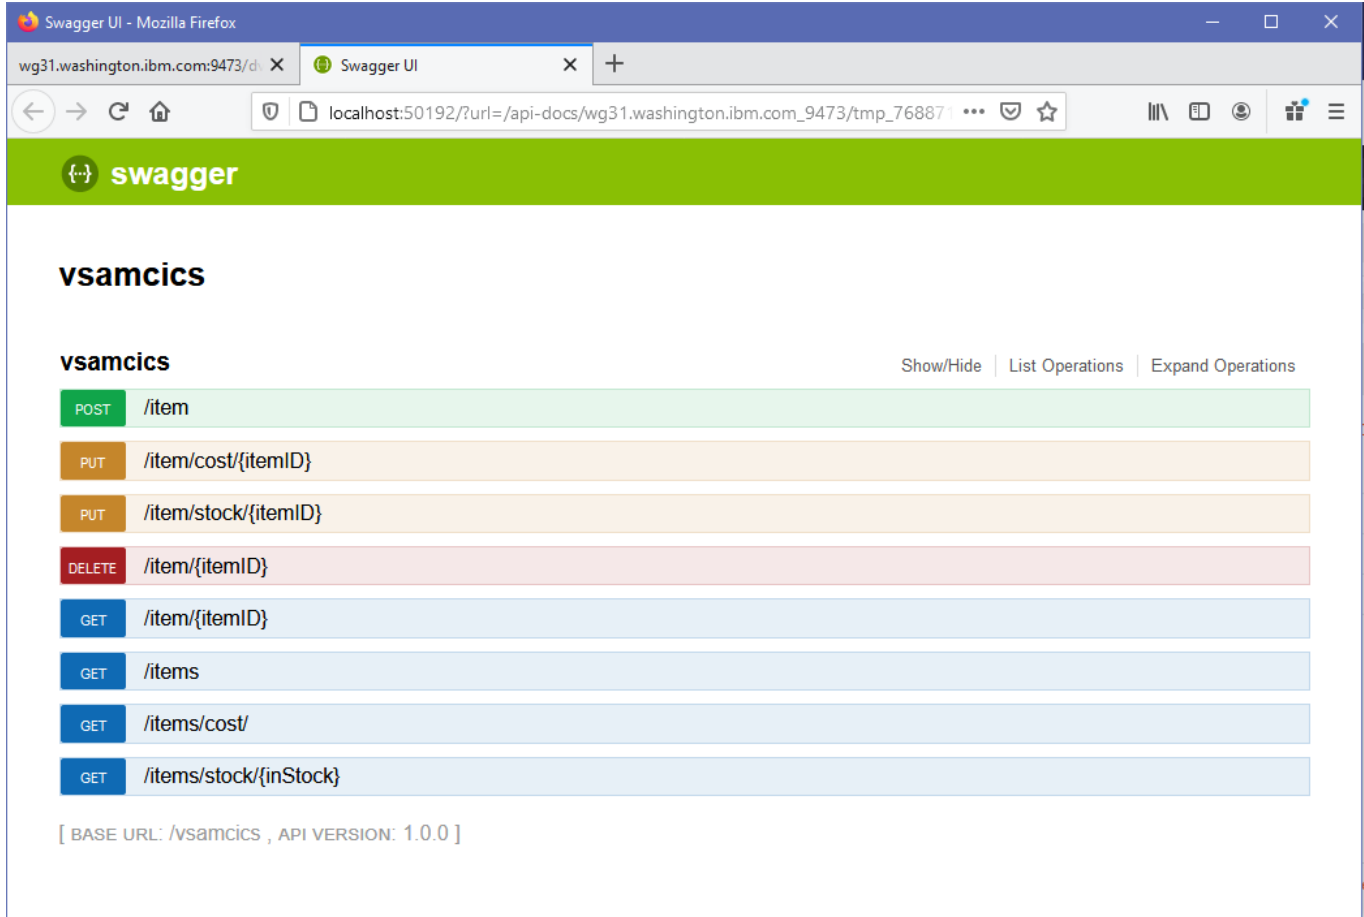 Swagger UI - Mozilla Firefox
wg31.washington.ibm.com:9473/d
Swagger UI
localhost:50192/?url=/api-docs/wg31.washington.ibm.com_9473/tmp_768871
{...} swagger
vsamcics
vsamcics Show/Hide List Operations Expand Operations
POST /item
PUT /item/cost/{itemID}
PUT /item/stock/{itemID}
DELETE /item/{itemID}
GET /item/{itemID}
GET /items
GET /items/cost/
GET /items/stock/{inStock}
[ BASE URL: /vsamcics , API VERSION: 1.0.0 ]